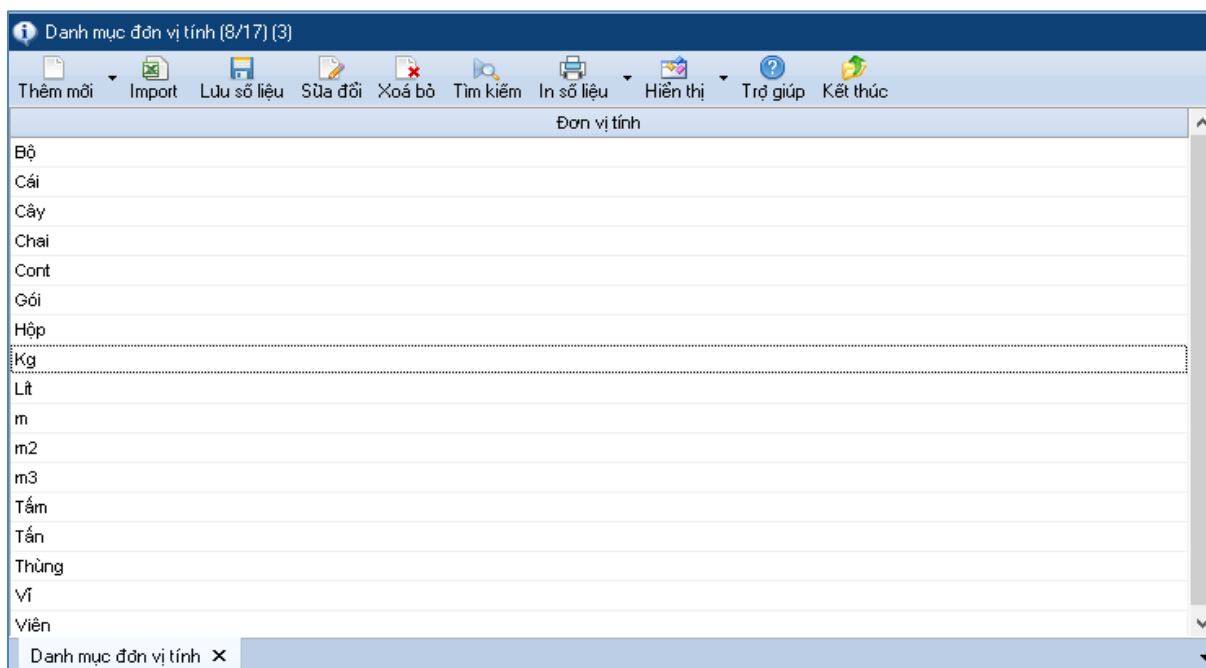 Danh mục đơn vị tính (8/17) (3)
Thêm mới Import Lưu số liệu Sửa đổi Xoá bỏ Tìm kiếm In số liệu Hiển thị Trợ giúp Kết thúc
Đơn vị tính
Bộ
Cái
Cây
Chai
Cont
Gói
Hộp
Kg
Lít
m
m2
m3
Tấm
Tấn
Thùng
Vĩ
Viên
Danh mục đơn vị tính